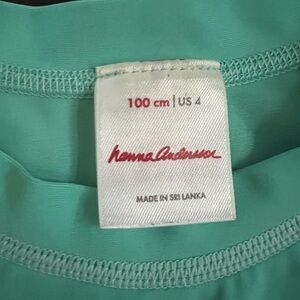 100 cm | US 4
hanna andersson
MADE IN SRI LANKA